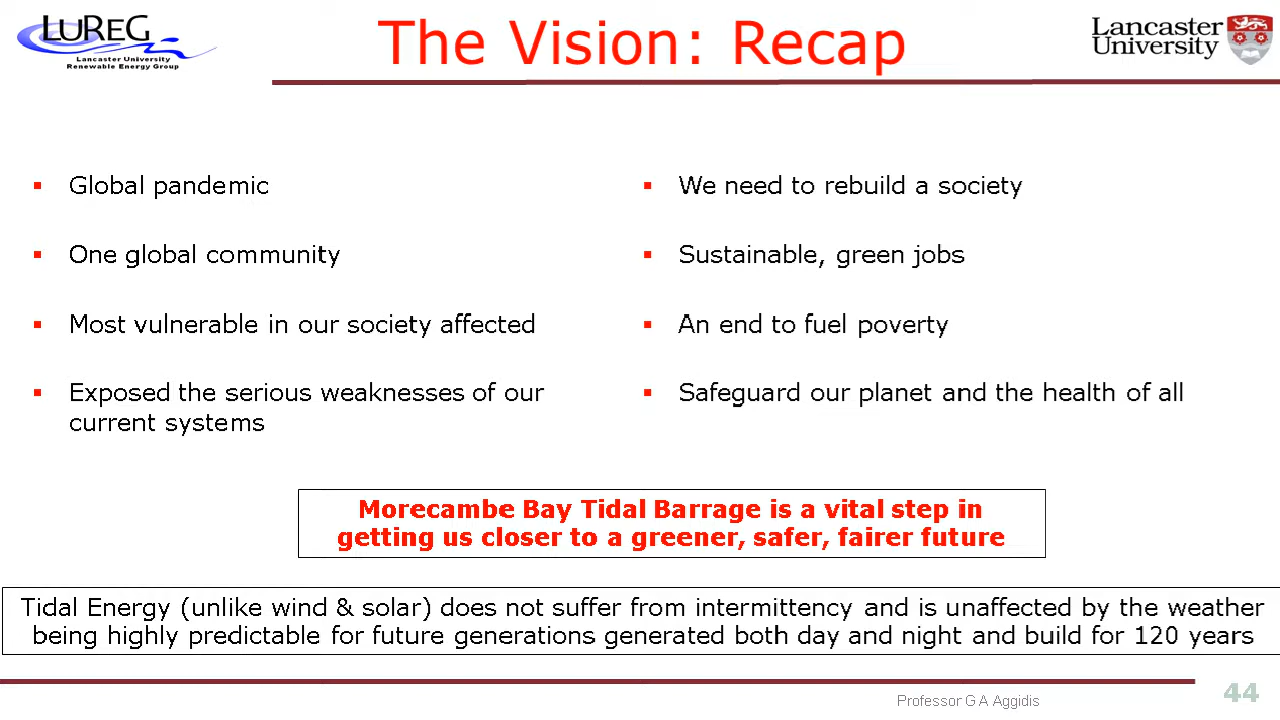 LUREG
Lancaster University
Renewable Energy Group
The Vision: Recap
Lancaster
University
Global pandemic
One global community
Most vulnerable in our society affected
Exposed the serious weaknesses of our
current systems
We need to rebuild a society
Sustainable, green jobs
An end to fuel poverty
Safeguard our planet and the health of all
Morecambe Bay Tidal Barrage is a vital step in
getting us closer to a greener, safer, fairer future
Tidal Energy (unlike wind & solar) does not suffer from intermittency and is unaffected by the weather
being highly predictable for future generations generated both day and night and build for 120 years
Professor G A Aggidis
44